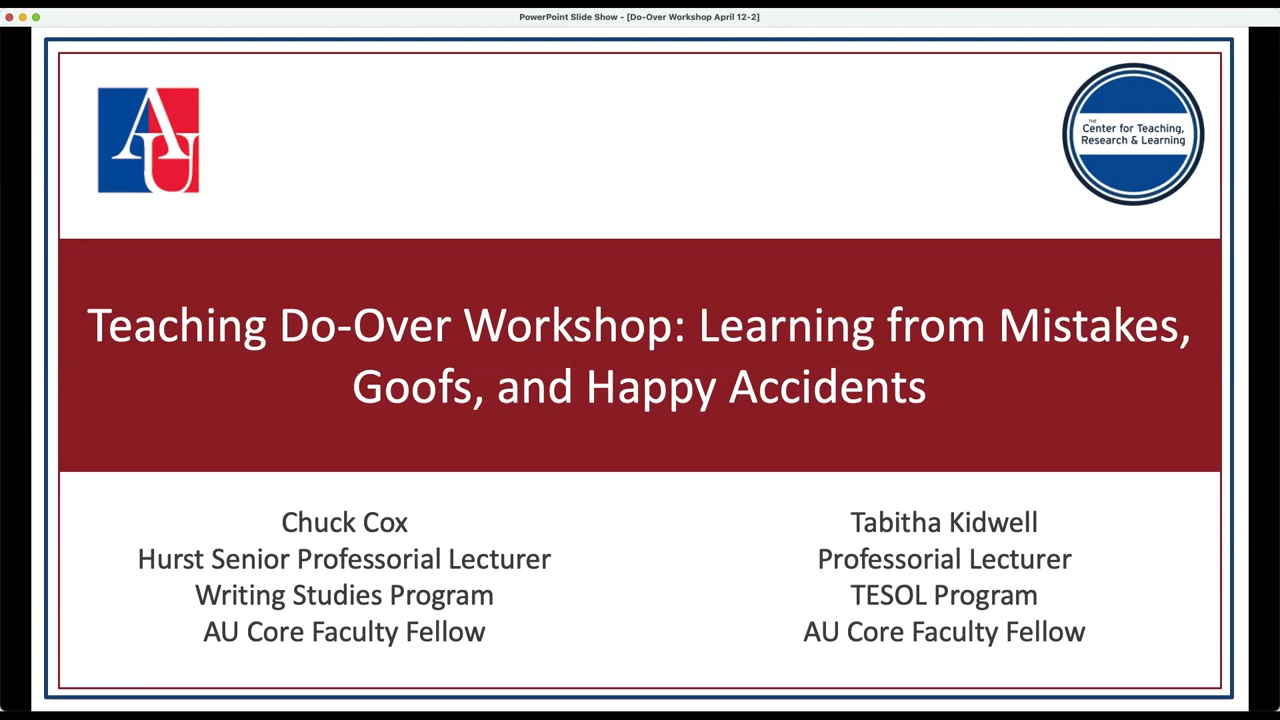 PowerPoint Slide Show - [Do-Over Workshop April 12-2]
AU
THE
Center for Teaching,
Research & Learning
Teaching Do-Over Workshop: Learning from Mistakes,
Goofs, and Happy Accidents
Chuck Cox
Hurst Senior Professorial Lecturer
Writing Studies Program
AU Core Faculty Fellow
Tabitha Kidwell
Professorial Lecturer
TESOL Program
AU Core Faculty Fellow